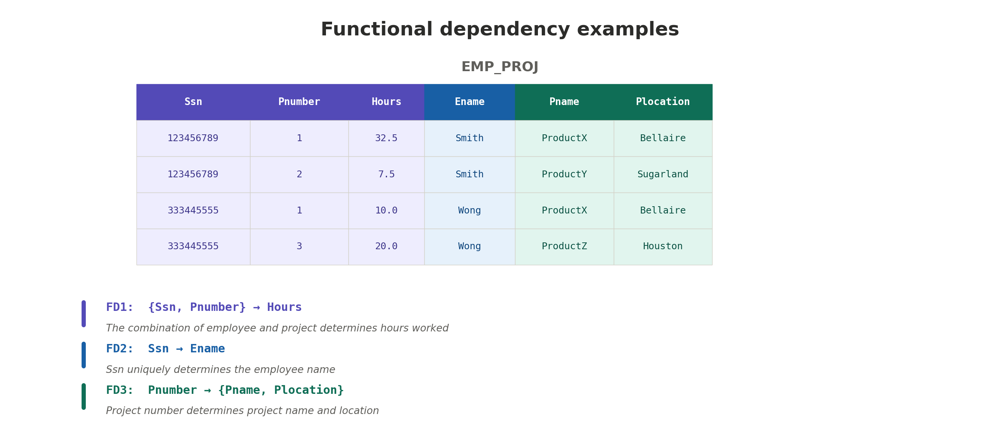 Functional dependency examples
EMP_PROJ
Ssn Pnumber Hours Ename Pname Plocation
123456789 1 32.5 Smith ProductX Bellaire
123456789 2 7.5 Smith ProductY Sugarland
333445555 1 10.0 Wong ProductX Bellaire
333445555 3 20.0 Wong ProductZ Houston
FD1: {Ssn, Pnumber} → Hours
The combination of employee and project determines hours worked
FD2: Ssn → Ename
Ssn uniquely determines the employee name
FD3: Pnumber → {Pname, Plocation}
Project number determines project name and location